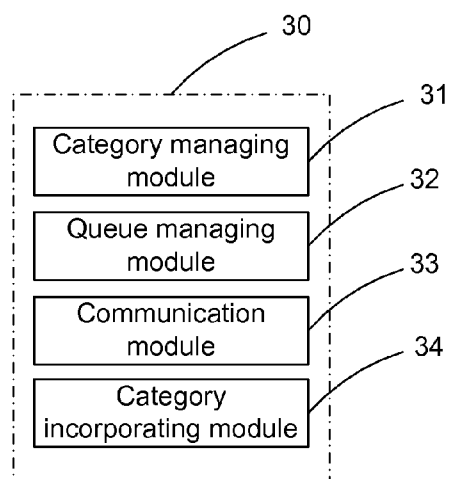 30
Category managing
module
31
Queue managing
module
32
Communication
module
33
Category
incorporating module
34